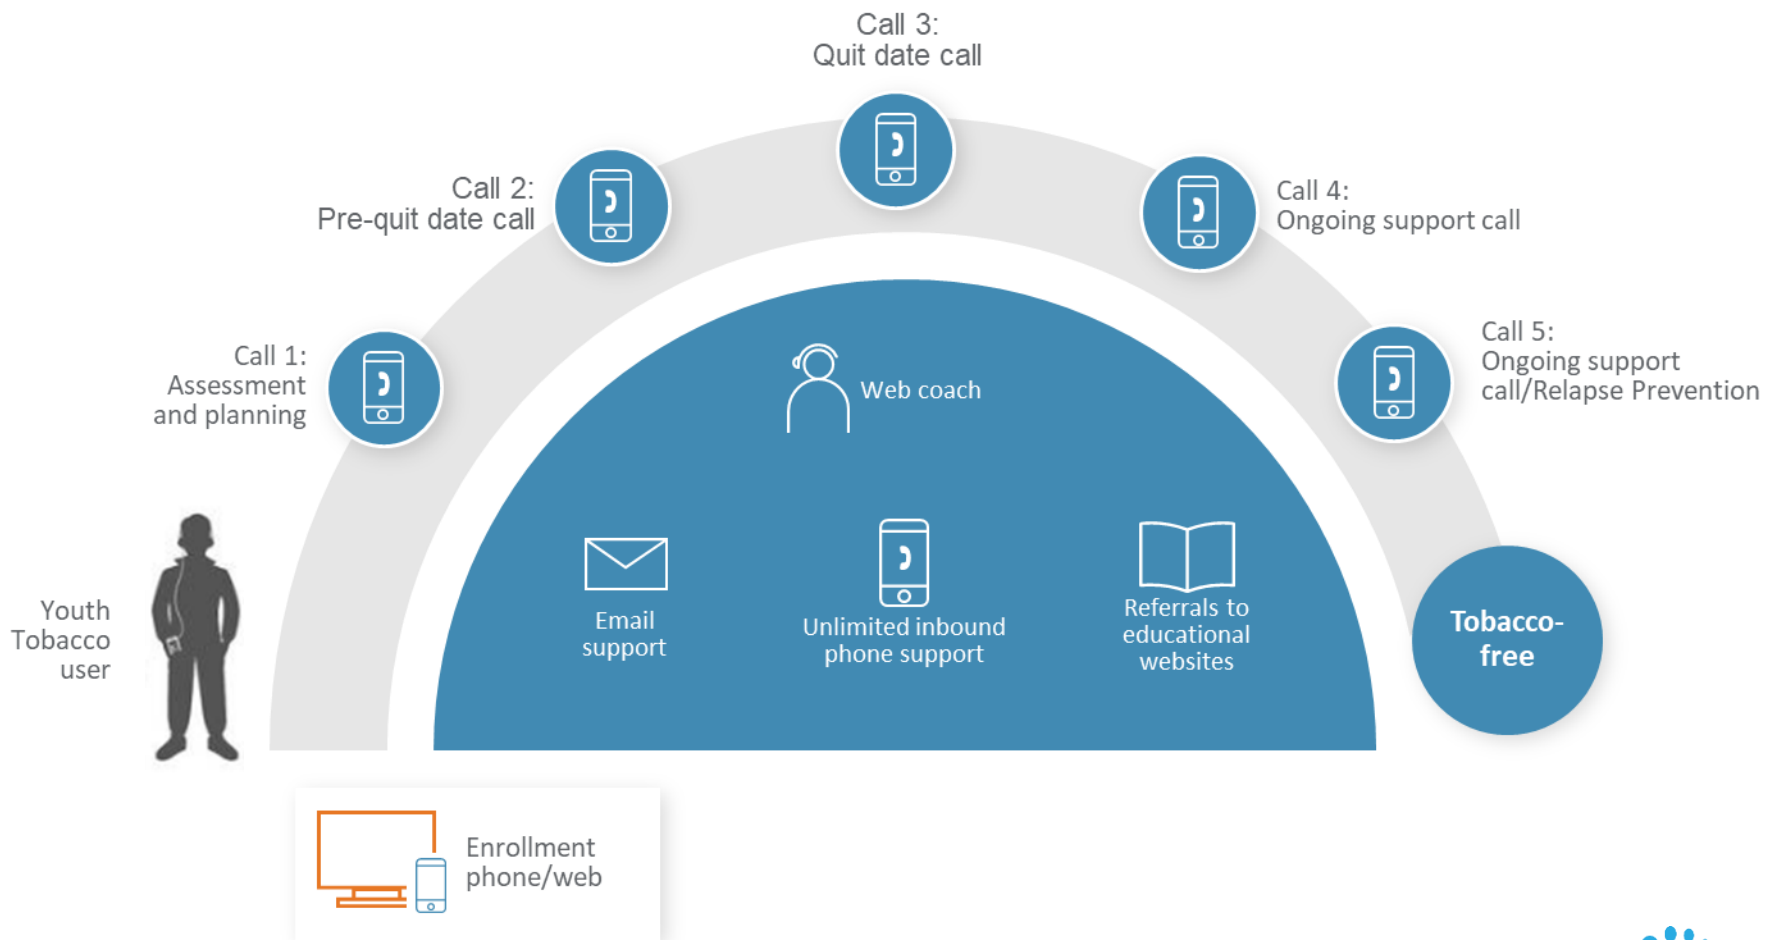 Call 3:
Quit date call
Call 2:
Pre-quit date call
Call 4:
Ongoing support call
Call 1:
Assessment
and planning
Call 5:
Ongoing support
call/Relapse Prevention
Web coach
Youth
Tobacco
user
Email
support
Unlimited inbound
phone support
Referrals to
educational
websites
Tobacco-
free
Enrollment
phone/web